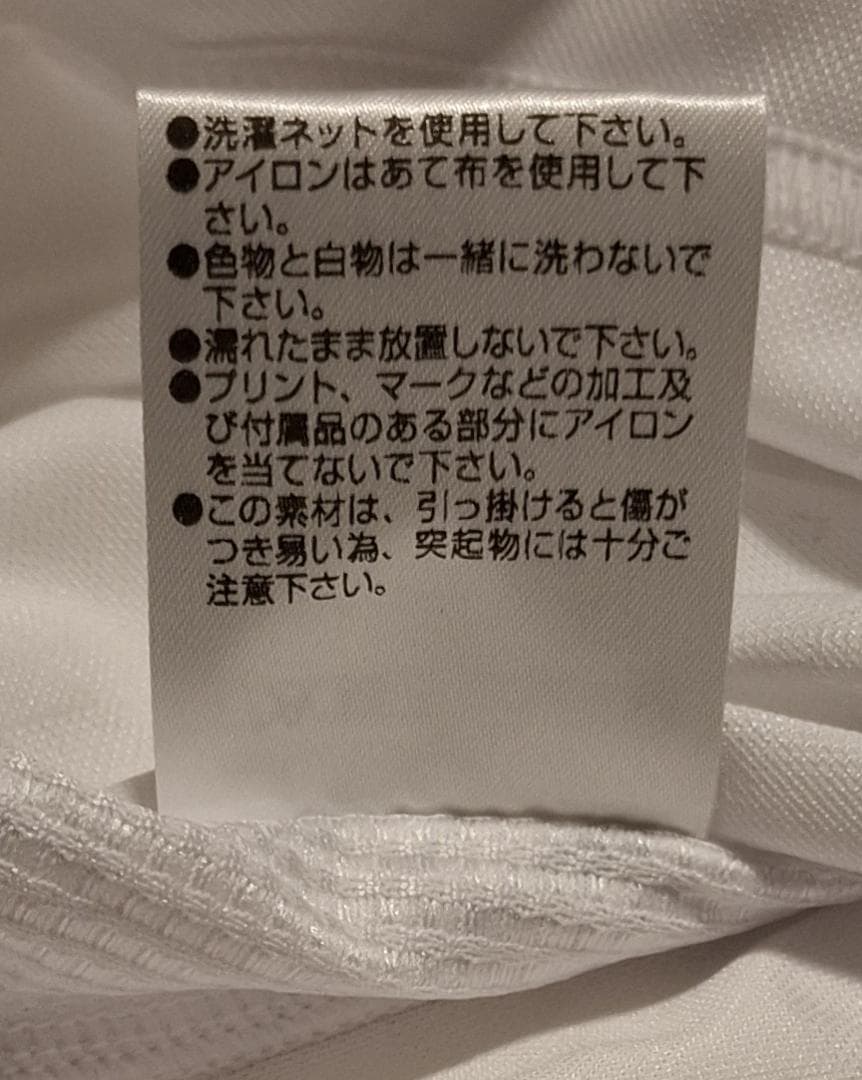 ●洗濯ネットを使用して下さい。
●アイロンはあて布を使用して下
さい。
●色物と白物は一緒に洗わないで
下さい。
●濡れたまま放置しないで下さい。
●プリント、マークなどの加工及
び付属品のある部分にアイロン
を当てないで下さい。
●この素材は、引っ掛けると傷が
つき易い為、突起物には十分ご
注意下さい。